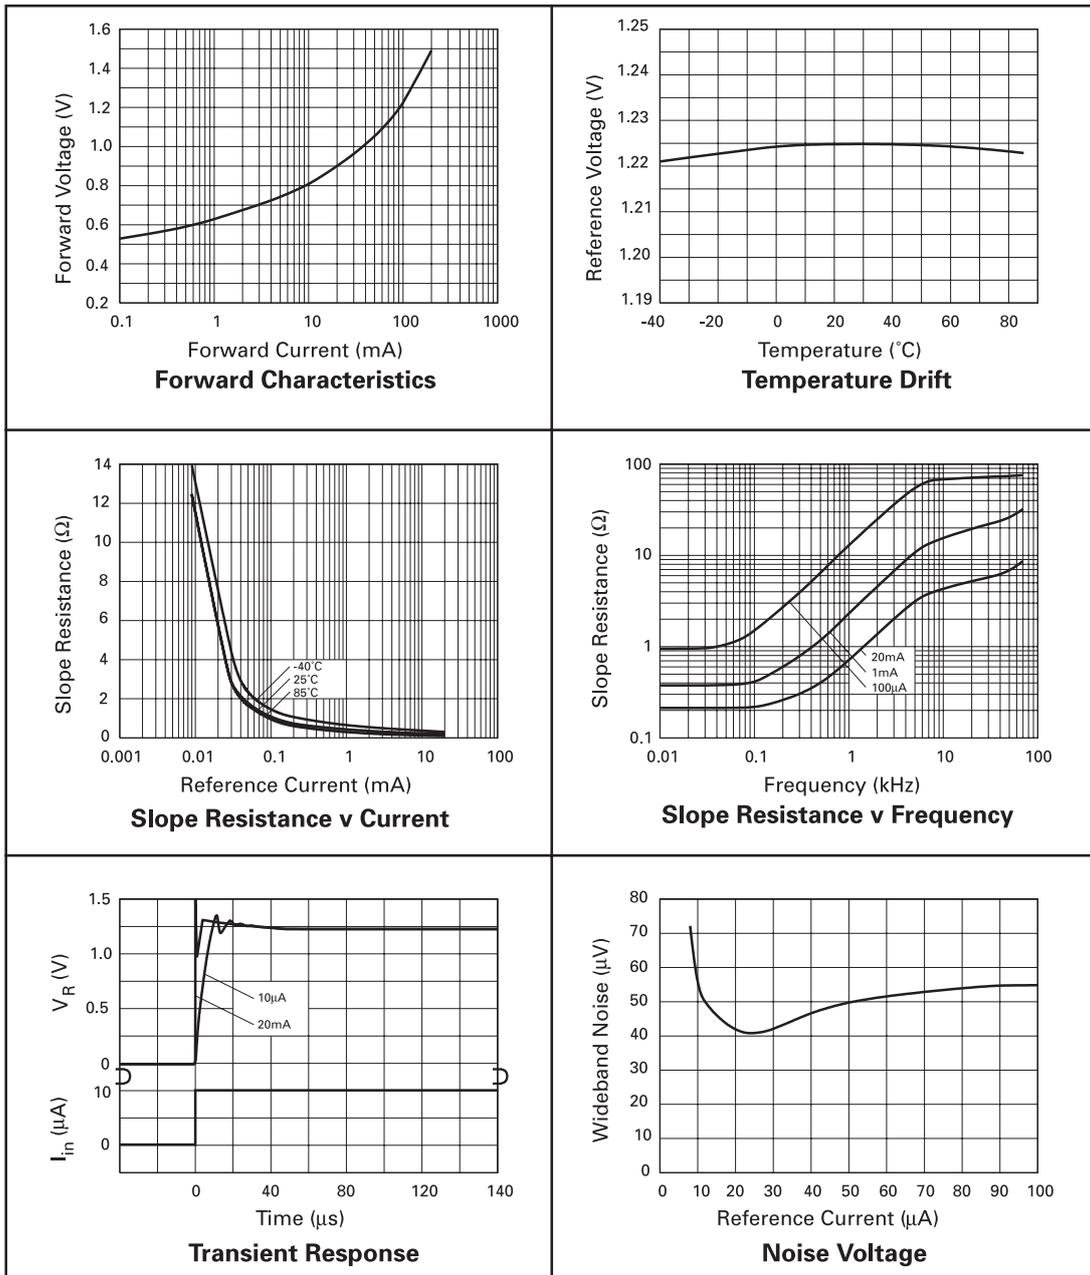 Forward Voltage (V)
1.6
1.4
1.2
1.0
0.8
0.6
0.4
0.2
0.1 1 10 100 1000
Forward Current (mA)
Forward Characteristics
Reference Voltage (V)
1.25
1.24
1.23
1.22
1.21
1.20
1.19
-40 -20 0 20 40 60 80
Temperature (˚C)
Temperature Drift
Slope Resistance (Ω)
14
12
10
8
6
4
2
0
-40˚C
25˚C
85˚C
0.001 0.01 0.1 1 10 100
Reference Current (mA)
Slope Resistance v Current
Slope Resistance (Ω)
100
10
1
0.1
20mA
1mA
100µA
0.01 0.1 1 10 100
Frequency (kHz)
Slope Resistance v Frequency
VR (V)
1.5
1.0
0.5
0
10µA
20mA
Iin (µA)
10
0
0 40 80 120 140
Time (µs)
Transient Response
Wideband Noise (µV)
80
70
60
50
40
30
20
10
0
0 10 20 30 40 50 60 70 80 90 100
Reference Current (µA)
Noise Voltage